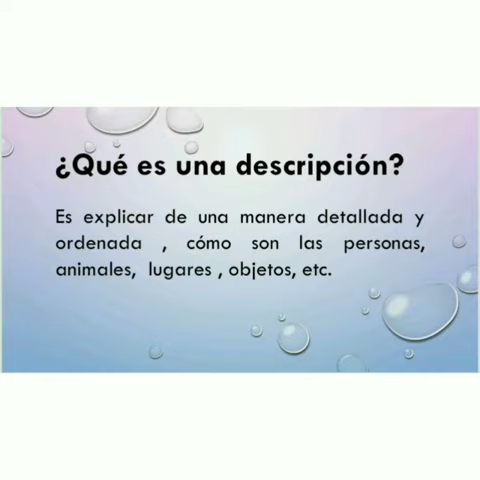 ¿Qué es una descripción?
Es explicar de una manera detallada y
ordenada , cómo son las personas,
animales, lugares , objetos, etc.